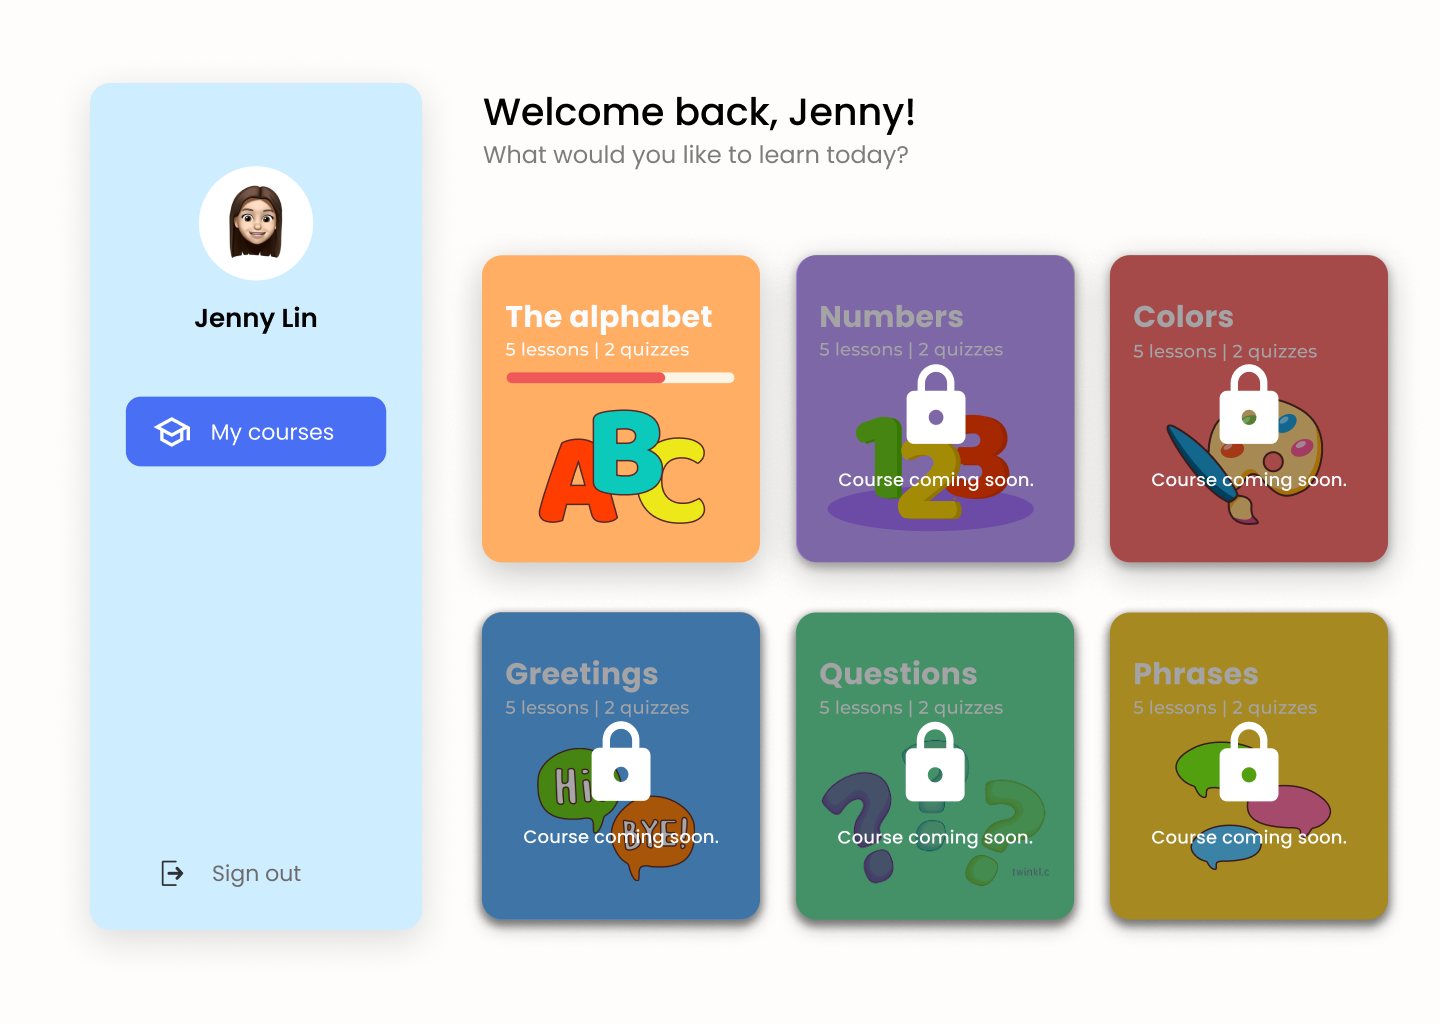 Welcome back, Jenny!
What would you like to learn today?
Jenny Lin
My courses
Sign out
The alphabet
5 lessons | 2 quizzes
ABC
Numbers
5 lessons | 2 quizzes
123
Course coming soon.
Colors
5 lessons | 2 quizzes
Course coming soon.
Greetings
5 lessons | 2 quizzes
Hi
BYE!
Course coming soon.
Questions
5 lessons | 2 quizzes
? ! ?
Course coming soon.
twinkl.c
Phrases
5 lessons | 2 quizzes
Course coming soon.